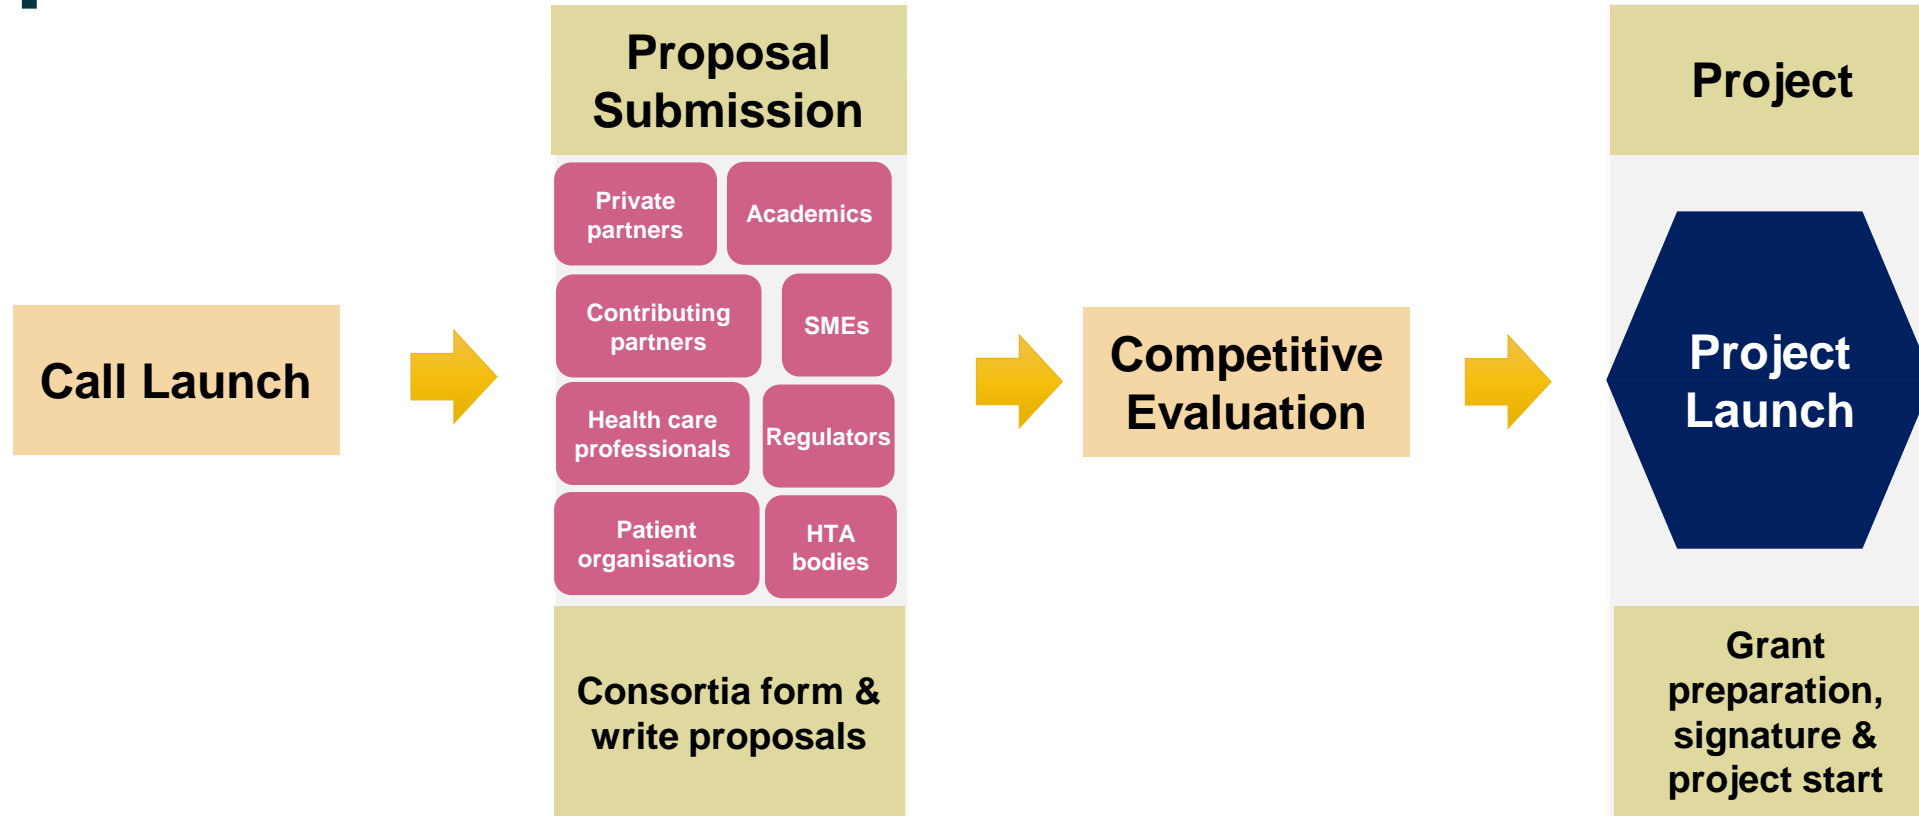 Call Launch
Proposal
Submission
Private
partners
Academics
Contributing
partners
SMEs
Health care
professionals
Regulators
Patient
organisations
HTA
bodies
Consortia form &
write proposals
Competitive
Evaluation
Project
Project
Launch
Grant
preparation,
signature &
project start